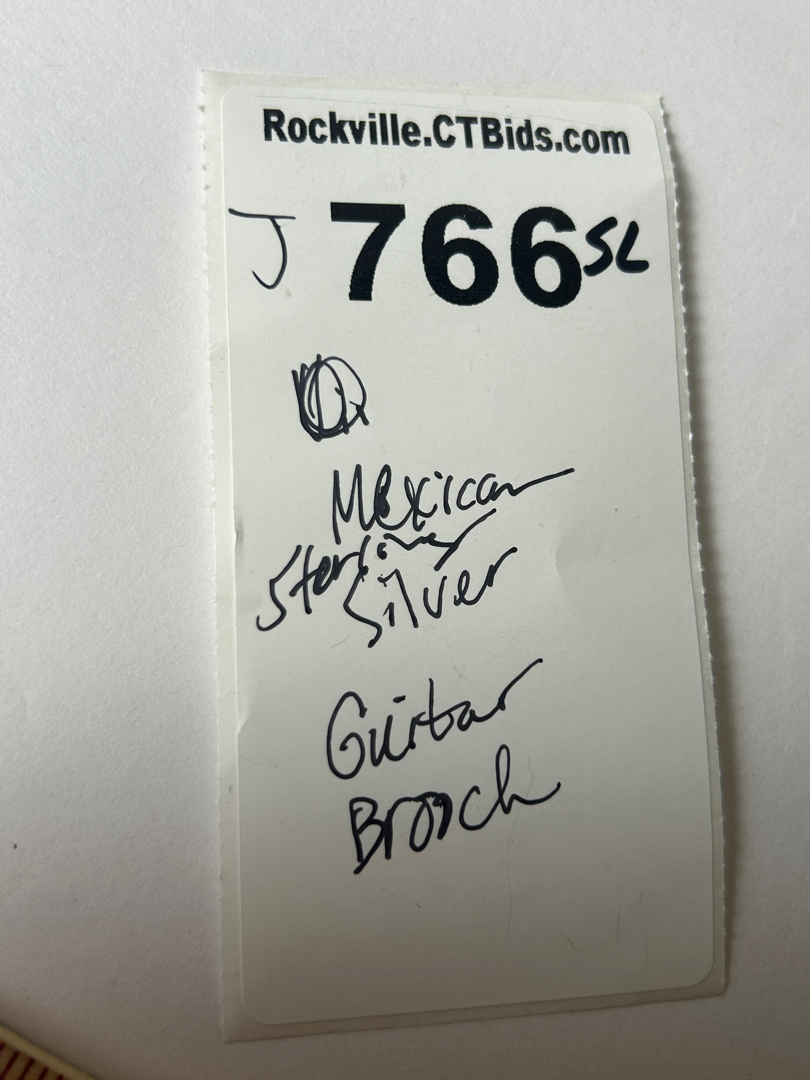 Rockville.CTBids.com
J 766 SL
Mexican
Sterling
Silver
Guitar
Brooch